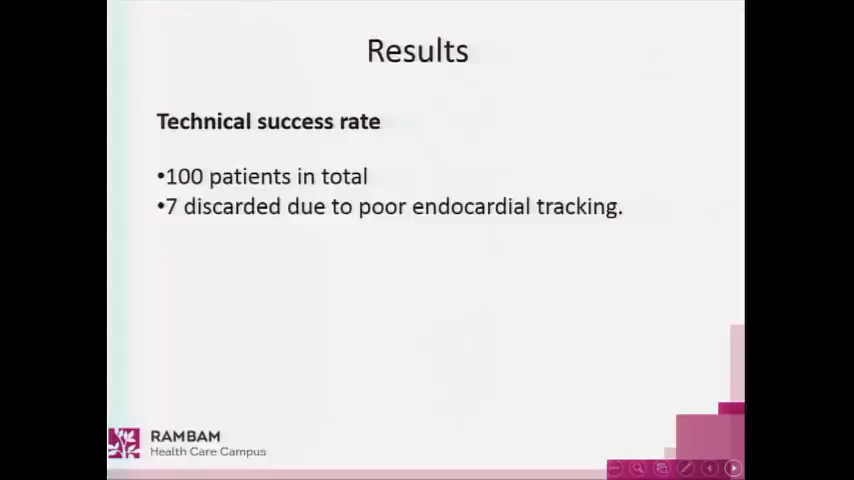 Results
Technical success rate
•100 patients in total
•7 discarded due to poor endocardial tracking.
RAMBAM
Health Care Campus